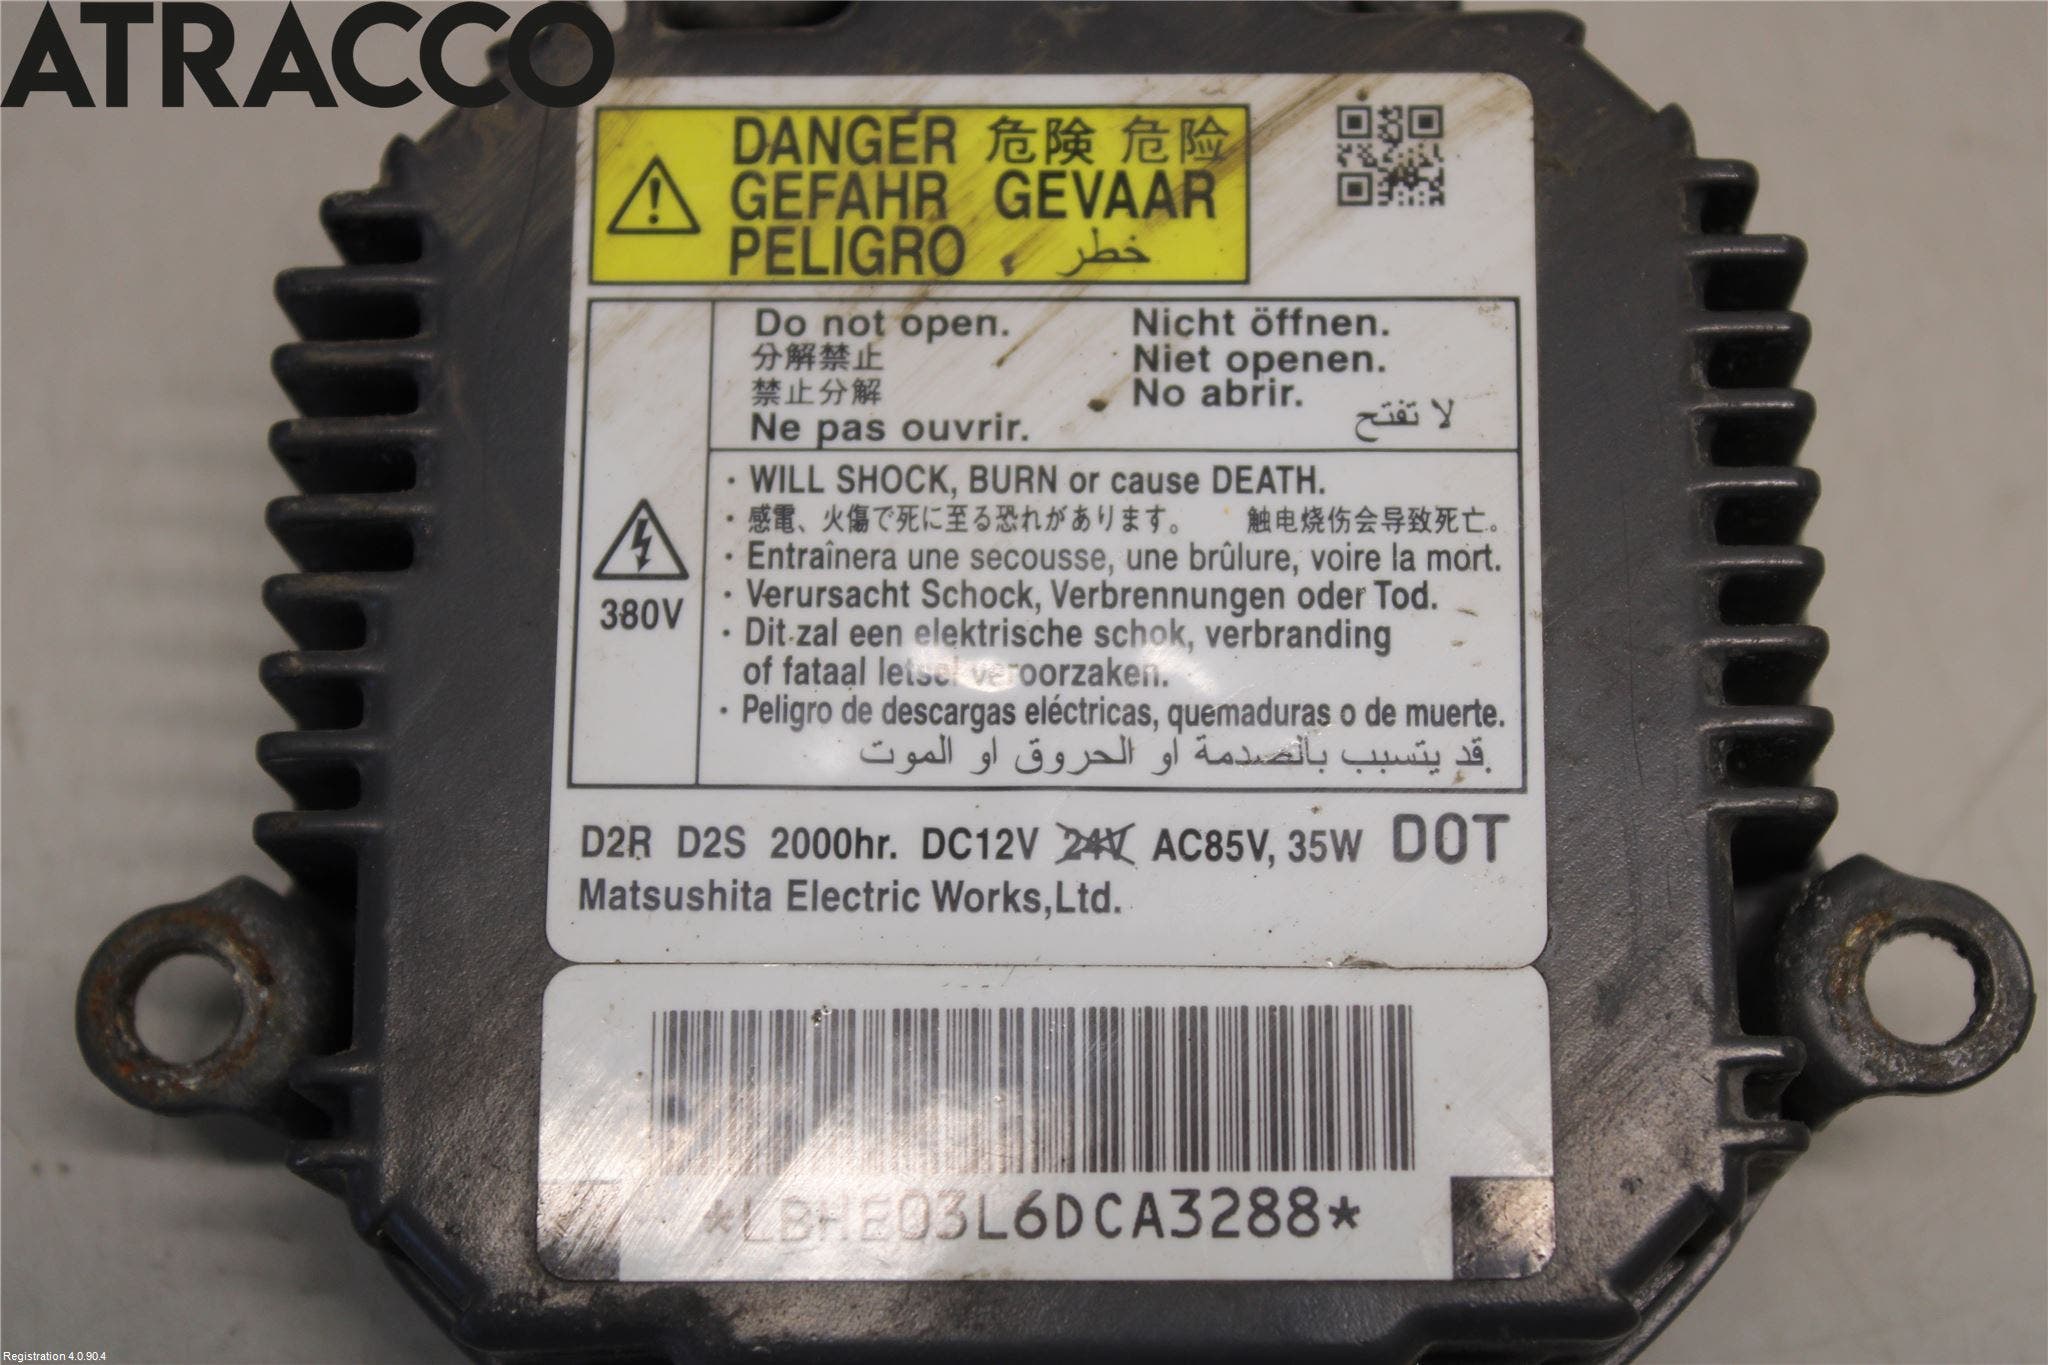 ATRACCO
DANGER 危険 危险
GEFAHR GEVAAR
PELIGRO خطر
Do not open. Nicht öffnen.
分解禁止 Niet openen.
禁止分解 No abrir.
Ne pas ouvrir. لا تفتح
· WILL SHOCK, BURN or cause DEATH.
· 感電、火傷で死に至る恐れがあります。 触电烧伤会导致死亡。
· Entraînera une secousse, une brûlure, voire la mort.
· Verursacht Schock, Verbrennungen oder Tod.
380V
· Dit zal een elektrische schok, verbranding
of fataal letsel veroorzaken.
· Peligro de descargas eléctricas, quemaduras o de muerte.
قد يتسبب بالصدمة او الحروق او الموت.
D2R D2S 2000hr. DC12V 24V AC85V, 35W DOT
Matsushita Electric Works,Ltd.
*LBHE03L6DCA3288*
Registration 4.0.90.4